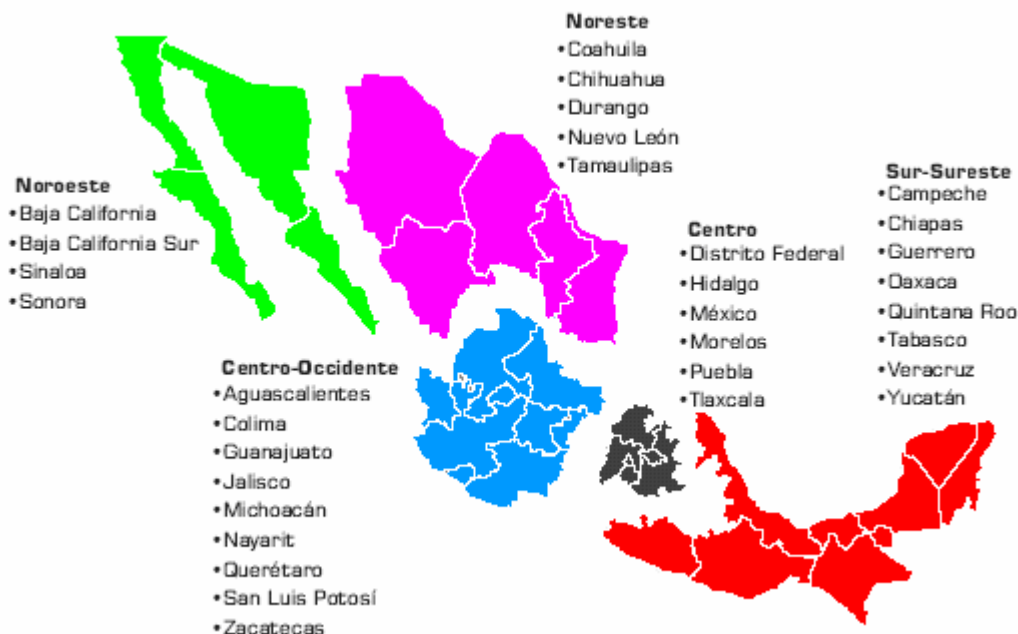 Noreste
•Coahuila
•Chihuahua
•Durango
•Nuevo León
•Tamaulipas
Noroeste
•Baja California
•Baja California Sur
•Sinaloa
•Sonora
Centro
•Distrito Federal
•Hidalgo
•México
•Morelos
•Puebla
•Tlaxcala
Sur-Sureste
•Campeche
•Chiapas
•Guerrero
•Oaxaca
•Quintana Roo
•Tabasco
•Veracruz
•Yucatán
Centro-Occidente
•Aguascalientes
•Colima
•Guanajuato
•Jalisco
•Michoacán
•Nayarit
•Querétaro
•San Luis Potosí
•Zacatecas